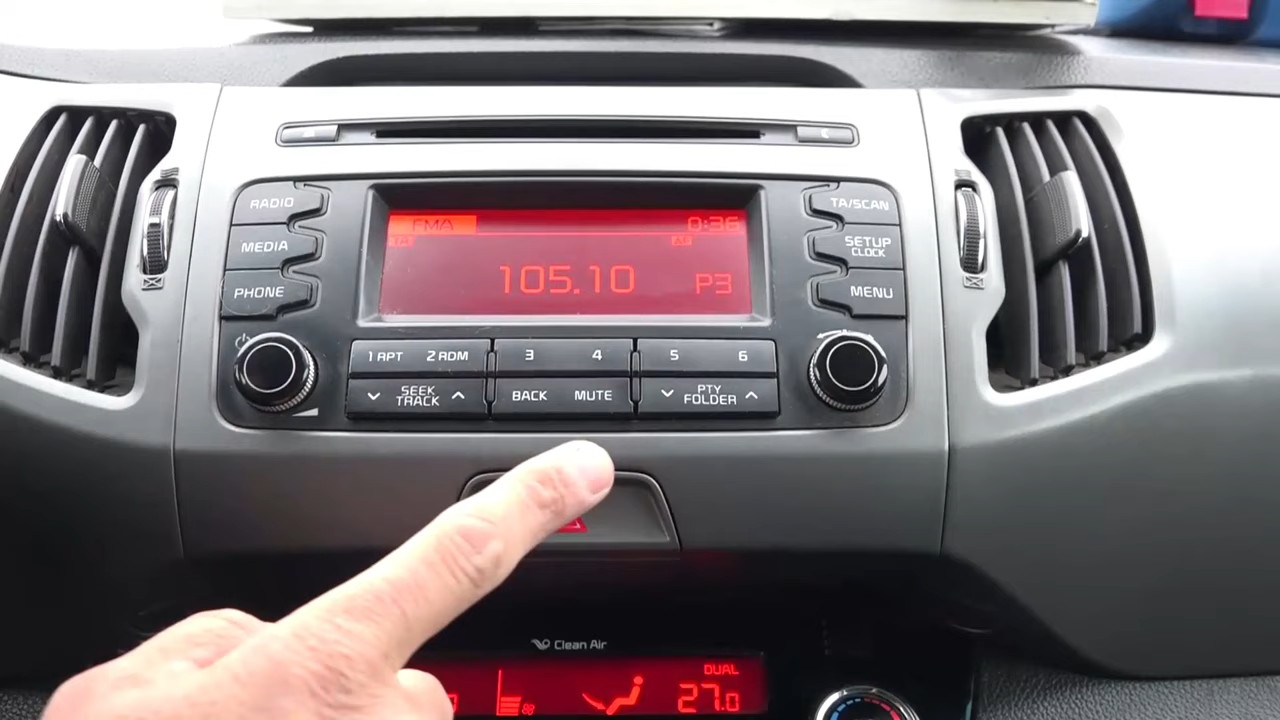 RADIO
MEDIA
PHONE
FMA 0:36
TA AF
105.10 P3
TA/SCAN
SETUP
CLOCK
MENU
1 RPT 2 RDM 3 4 5 6
SEEK
TRACK
BACK MUTE
PTY
FOLDER
Clean Air
DUAL
27.0